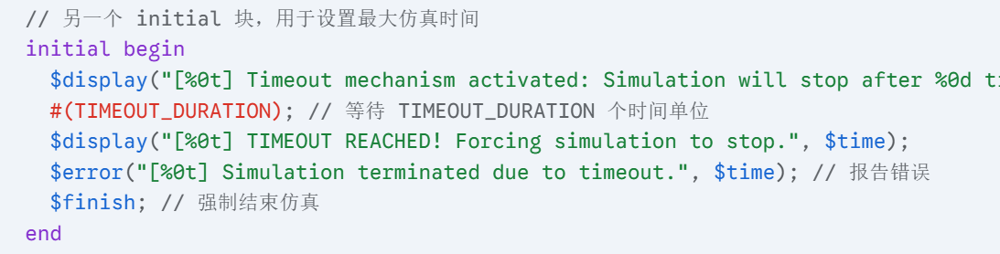 // 另一个 initial 块，用于设置最大仿真时间
initial begin
$display("[%0t] Timeout mechanism activated: Simulation will stop after %0d
#(TIMEOUT_DURATION); // 等待 TIMEOUT_DURATION 个时间单位
$display("[%0t] TIMEOUT REACHED! Forcing simulation to stop.", $time);
$error("[%0t] Simulation terminated due to timeout.", $time); // 报告错误
$finish; // 强制结束仿真
end